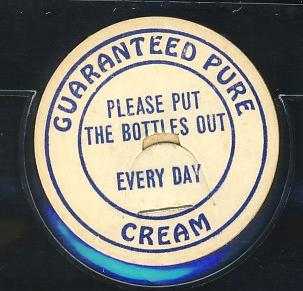 GUARANTEED PURE
PLEASE PUT
THE BOTTLES OUT
EVERY DAY
CREAM